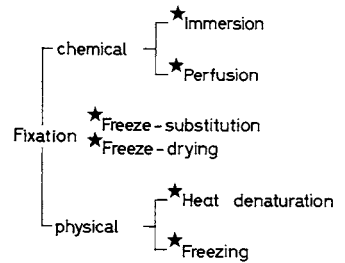 ★Immersion
chemical
★Perfusion
★Freeze-substitution
Fixation
★Freeze-drying
★Heat denaturation
physical
★Freezing